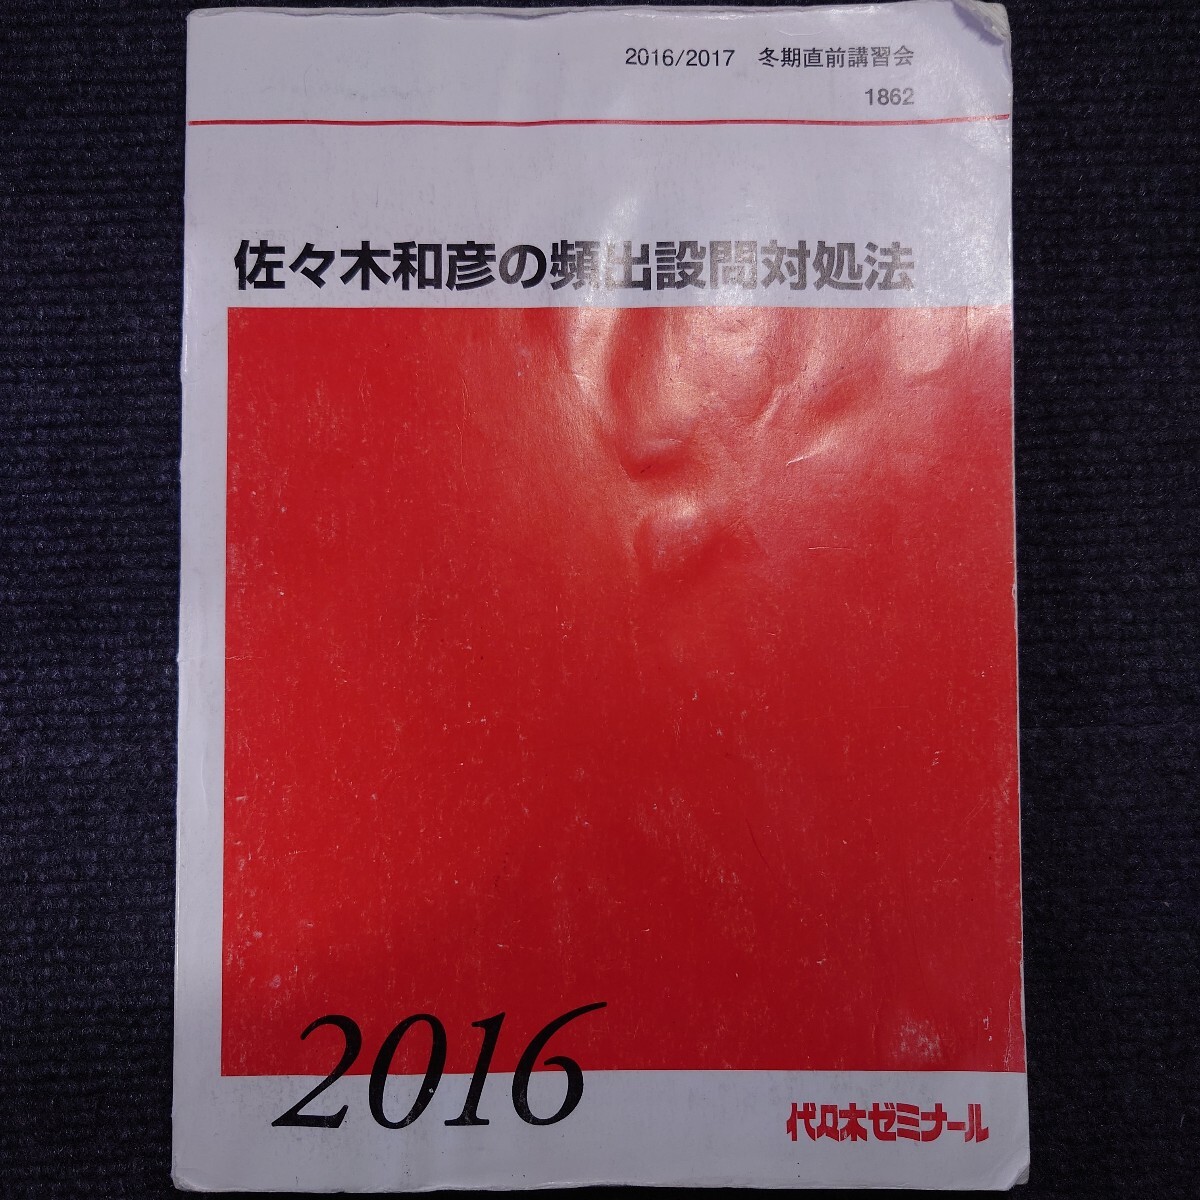 2016/2017 冬期直前講習会
1862
佐々木和彦の頻出設問対処法
2016
代々木ゼミナール